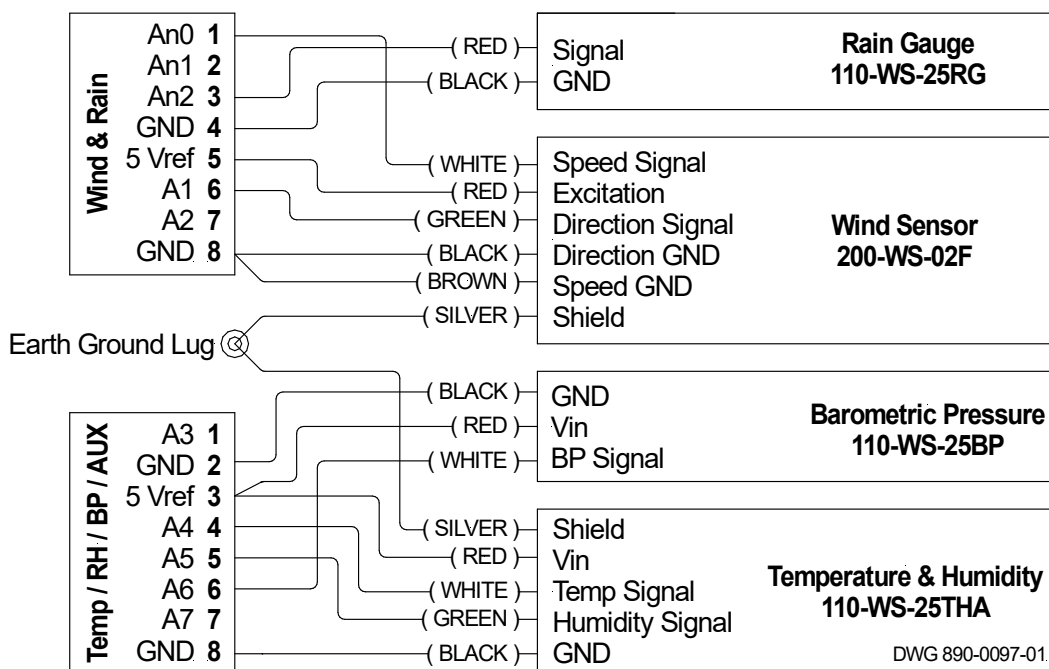 Wind & Rain
An0 1
An1 2
An2 3
GND 4
5 Vref 5
A1 6
A2 7
GND 8
( RED )
( BLACK )
Signal
GND
Rain Gauge
110-WS-25RG
( WHITE )
( RED )
( GREEN )
( BLACK )
( BROWN )
( SILVER )
Speed Signal
Excitation
Direction Signal
Direction GND
Speed GND
Shield
Wind Sensor
200-WS-02F
Earth Ground Lug
Temp / RH / BP / AUX
A3 1
GND 2
5 Vref 3
A4 4
A5 5
A6 6
A7 7
GND 8
( BLACK )
( RED )
( WHITE )
GND
Vin
BP Signal
Barometric Pressure
110-WS-25BP
( SILVER )
( RED )
( WHITE )
( GREEN )
( BLACK )
Shield
Vin
Temp Signal
Humidity Signal
GND
Temperature & Humidity
110-WS-25THA
DWG 890-0097-01